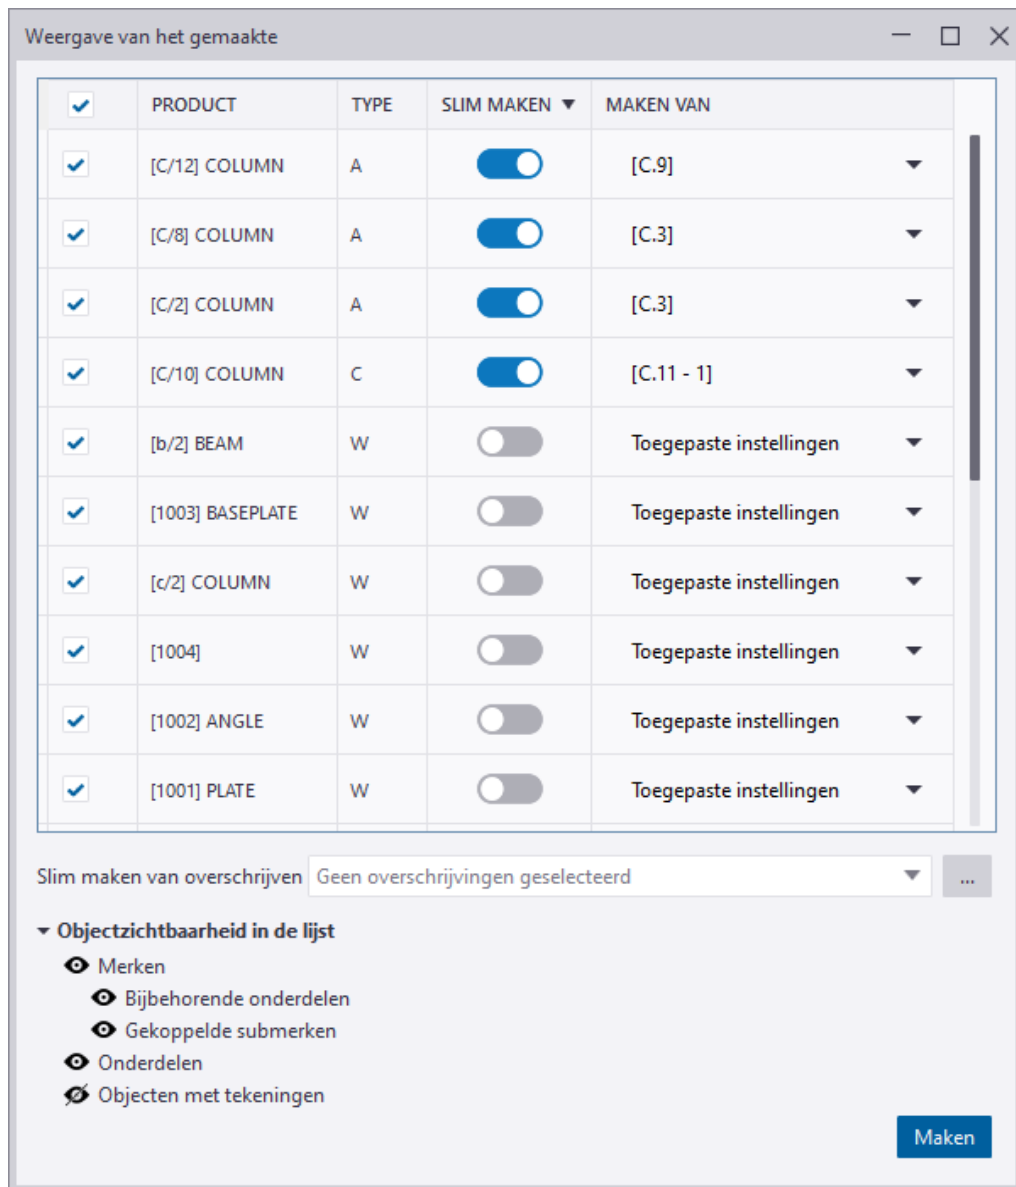 Weergave van het gemaakte
PRODUCT TYPE SLIM MAKEN ▼ MAKEN VAN
[C/12] COLUMN A [C.9]
[C/8] COLUMN A [C.3]
[C/2] COLUMN A [C.3]
[C/10] COLUMN C [C.11 - 1]
[b/2] BEAM W Toegepaste instellingen
[1003] BASEPLATE W Toegepaste instellingen
[c/2] COLUMN W Toegepaste instellingen
[1004] W Toegepaste instellingen
[1002] ANGLE W Toegepaste instellingen
[1001] PLATE W Toegepaste instellingen
Slim maken van overschrijven Geen overschrijvingen geselecteerd ...
Objectzichtbaarheid in de lijst
Merken
Bijbehorende onderdelen
Gekoppelde submerken
Onderdelen
Objecten met tekeningen
Maken